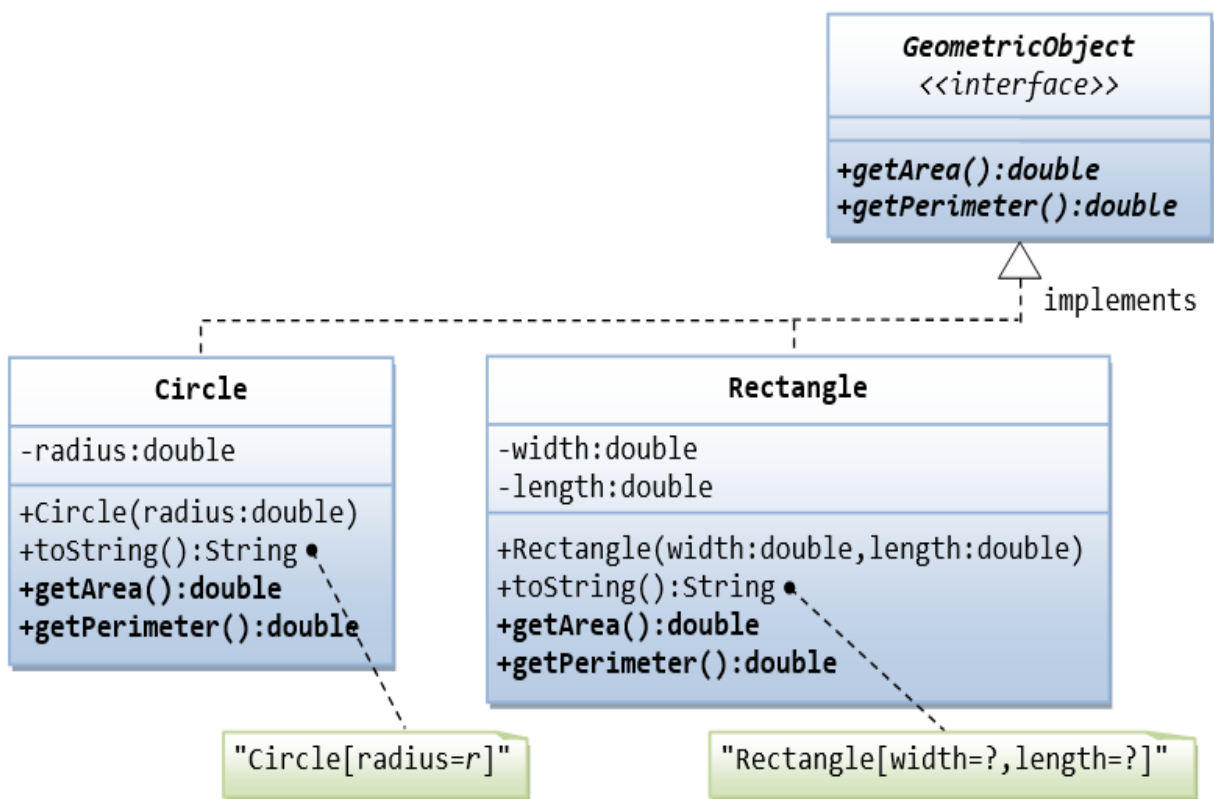 GeometricObject
<<interface>>
+getArea():double
+getPerimeter():double
implements
Circle
-radius:double
+Circle(radius:double)
+toString():String
+getArea():double
+getPerimeter():double
"Circle[radius=r]"
Rectangle
-width:double
-length:double
+Rectangle(width:double,length:double)
+toString():String
+getArea():double
+getPerimeter():double
"Rectangle[width=?,length=?]"